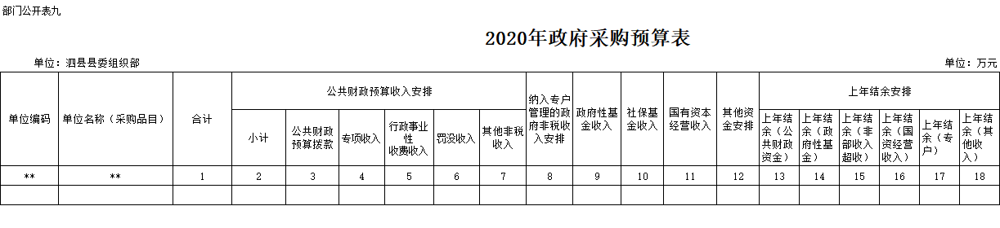 部门公开表九
2020年政府采购预算表
单位：泗县县委组织部
单位：万元
单位编码
单位名称（采购品目）
合计
公共财政预算收入安排
小计
公共财政
预算拨款
专项收入
行政事业
性
收费收入
罚没收入
其他非税
收入
纳入专户
管理的政
府非税收
入安排
政府性基
金收入
社保基
金收入
国有资本
经营收入
其他资
金安排
上年结余安排
上年结
余（公
共财政
资金）
上年结
余（政
府性基
金）
上年结
余（非
部收入
超收）
上年结
余（国
资经营
收入）
上年结
余（专
户）
上年结
余（其
他收
入）
** ** 1 2 3 4 5 6 7 8 9 10 11 12 13 14 15 16 17 18